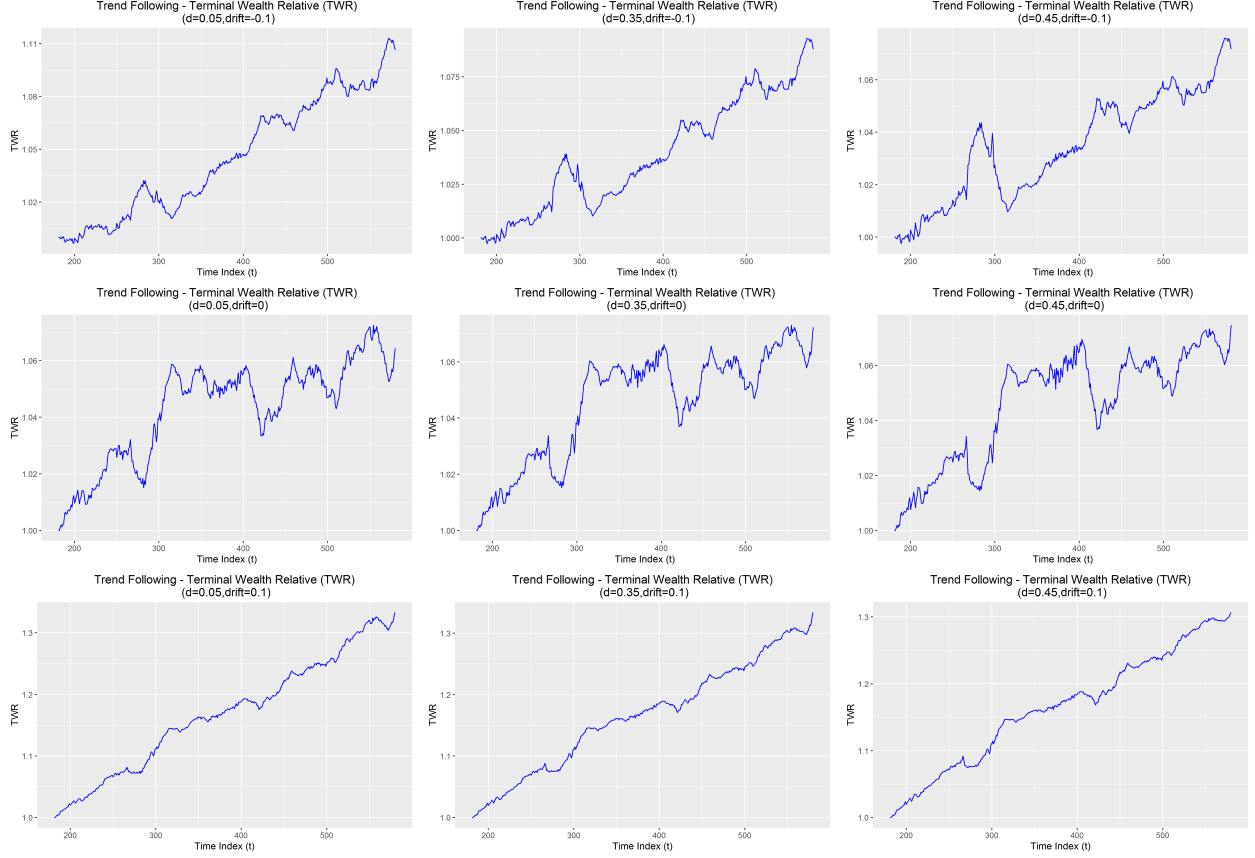 Trend Following - Terminal Wealth Relative (TWR)
(d=0.05,drift=-0.1)
1.11
1.08
1.05
1.02
TWR
200
300
400
500
Time Index (t)
Trend Following - Terminal Wealth Relative (TWR)
(d=0.35,drift=-0.1)
1.075
1.050
1.025
1.000
TWR
200
300
400
500
Time Index (t)
Trend Following - Terminal Wealth Relative (TWR)
(d=0.45,drift=-0.1)
1.06
1.04
1.02
1.00
TWR
200
300
400
500
Time Index (t)
Trend Following - Terminal Wealth Relative (TWR)
(d=0.05,drift=0)
1.06
1.04
1.02
1.00
TWR
200
300
400
500
Time Index (t)
Trend Following - Terminal Wealth Relative (TWR)
(d=0.35,drift=0)
1.06
1.04
1.02
1.00
TWR
200
300
400
500
Time Index (t)
Trend Following - Terminal Wealth Relative (TWR)
(d=0.45,drift=0)
1.06
1.04
1.02
1.00
TWR
200
300
400
500
Time Index (t)
Trend Following - Terminal Wealth Relative (TWR)
(d=0.05,drift=0.1)
1.3
1.2
1.1
1.0
TWR
200
300
400
500
Time Index (t)
Trend Following - Terminal Wealth Relative (TWR)
(d=0.35,drift=0.1)
1.3
1.2
1.1
1.0
TWR
200
300
400
500
Time Index (t)
Trend Following - Terminal Wealth Relative (TWR)
(d=0.45,drift=0.1)
1.3
1.2
1.1
1.0
TWR
200
300
400
500
Time Index (t)